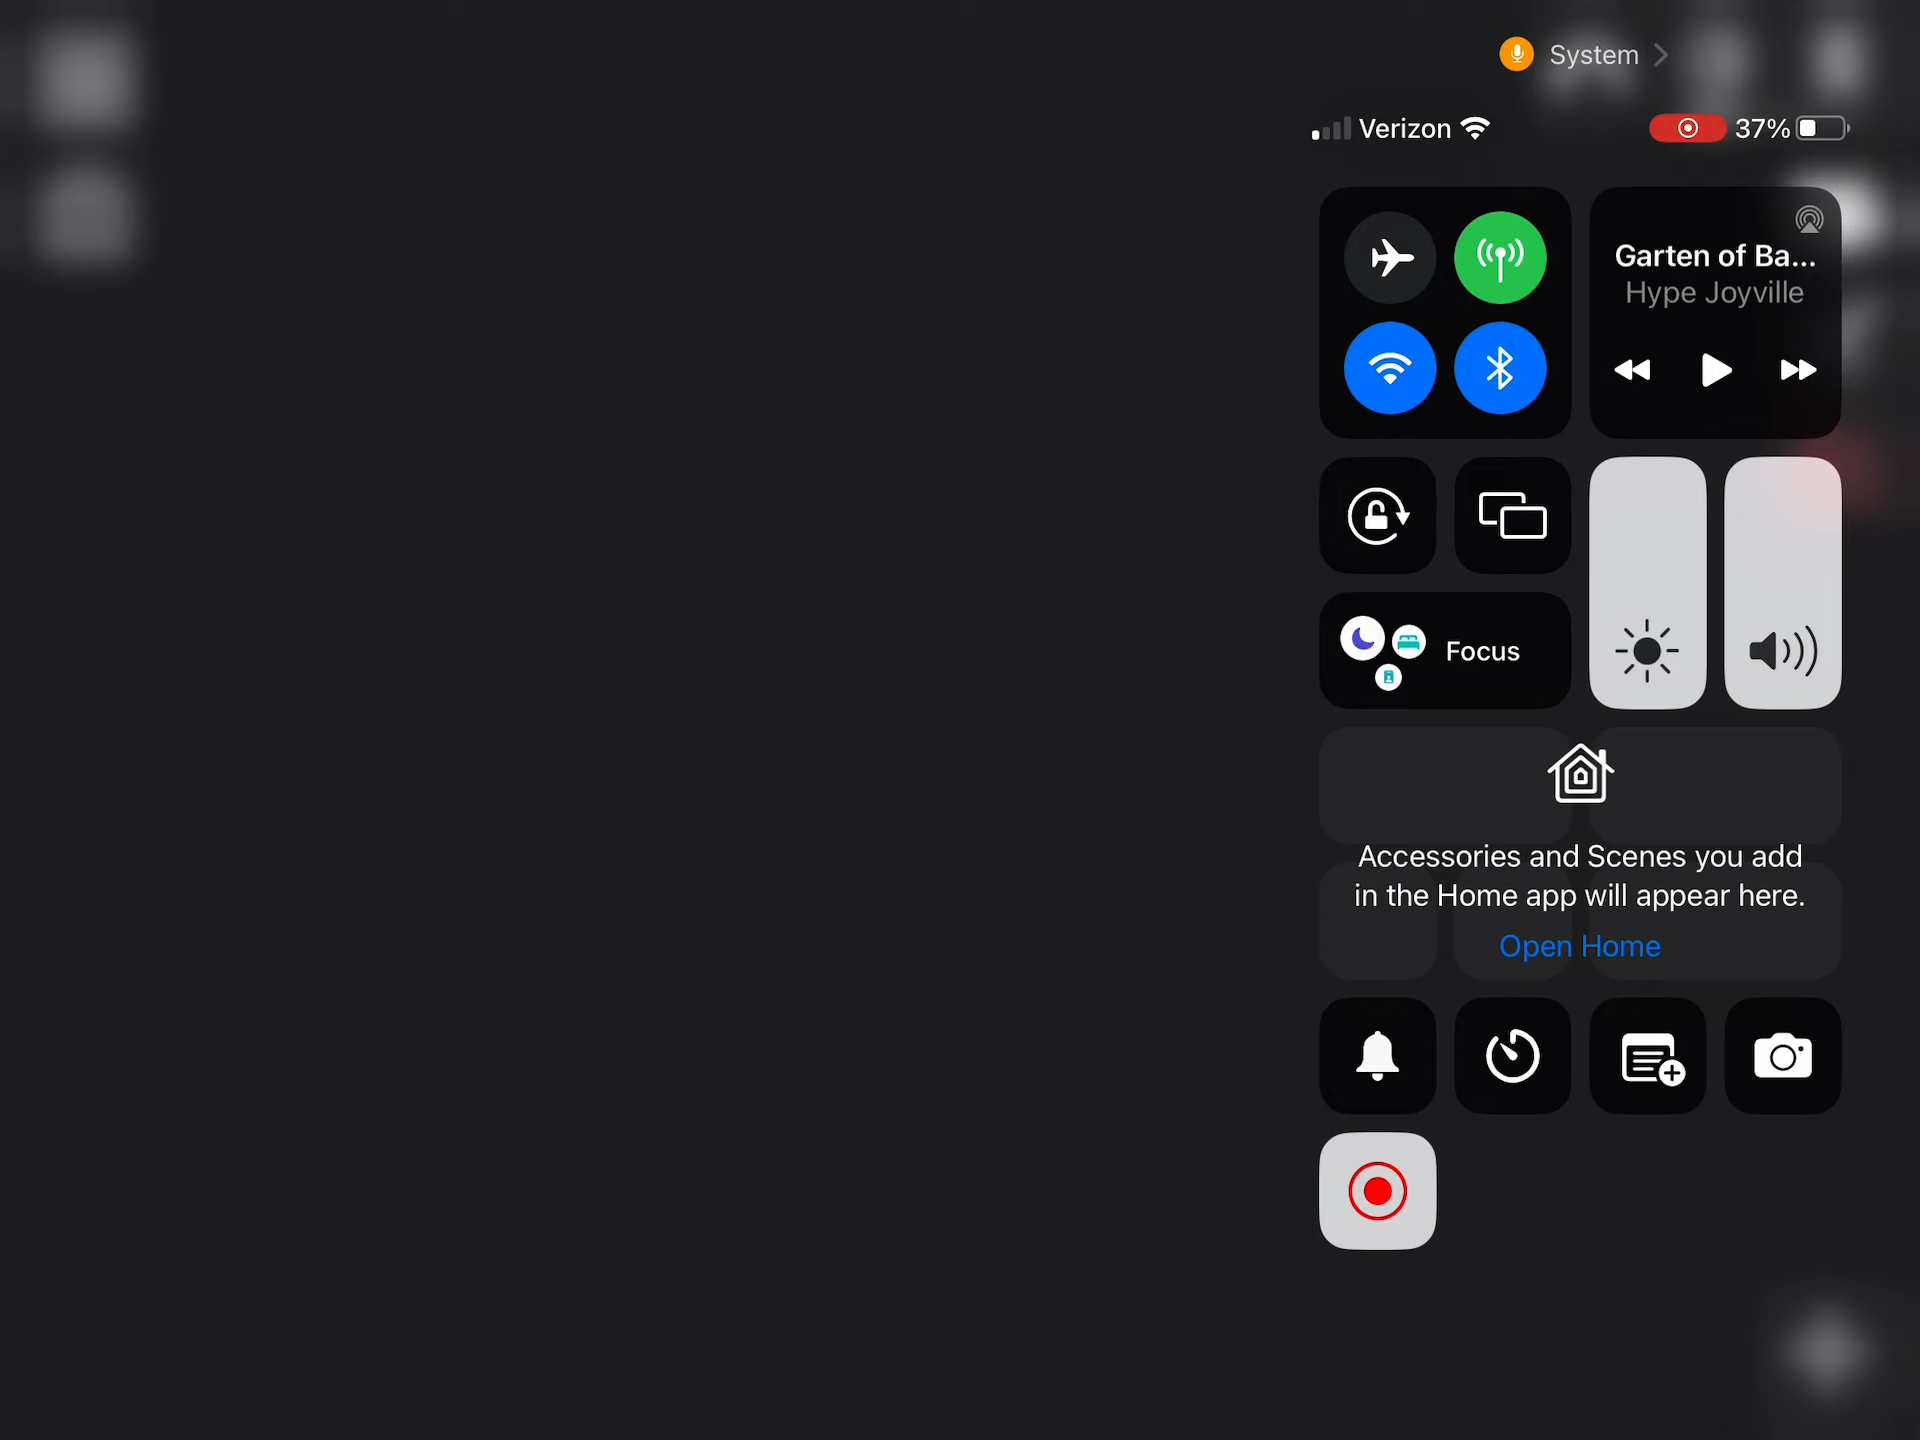 System
Verizon
37%
Garten of Ba...
Hype Joyville
Focus
Accessories and Scenes you add
in the Home app will appear here.
Open Home